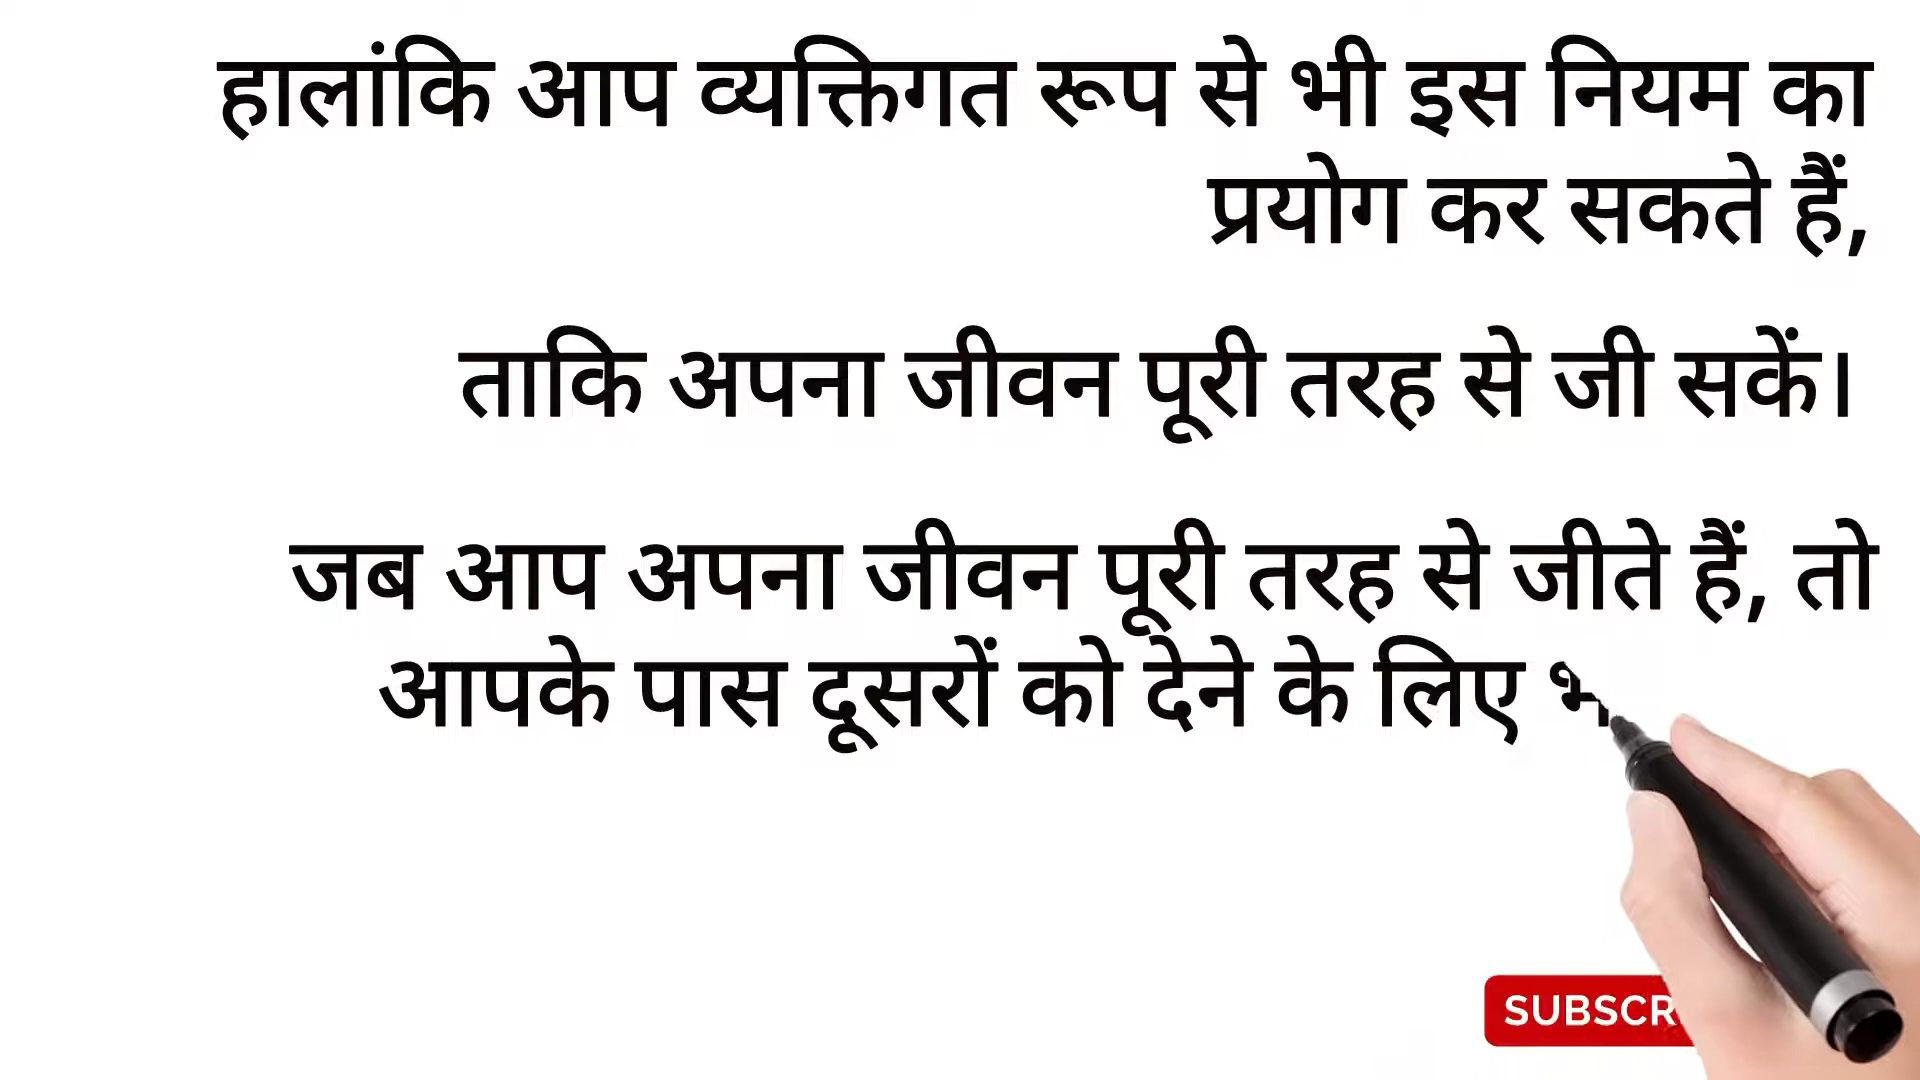 हालांकि आप व्यक्तिगत रूप से भी इस नियम का
प्रयोग कर सकते हैं,
ताकि अपना जीवन पूरी तरह से जी सकें।
जब आप अपना जीवन पूरी तरह से जीते हैं, तो
आपके पास दूसरों को देने के लिए